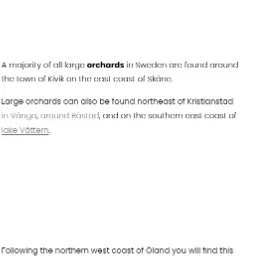 A majority of all large orchards in Sweden are found around
the town of Kivik on the east coast of Skåne.
Large orchards can also be found northeast of Kristianstad
in Vånga, around Båstad, and on the southern east coast of
lake Vättern.
Following the northern west coast of Öland you will find this